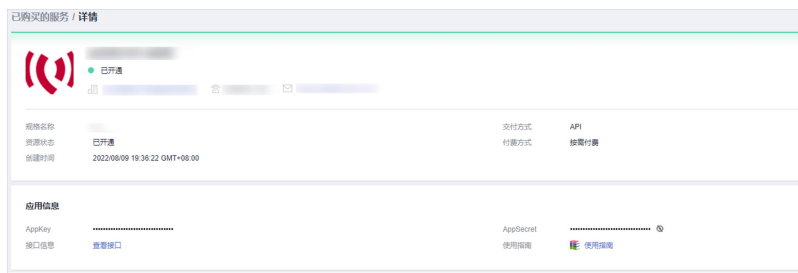 已购买的服务 / 详情
已开通
规格名称
交付方式 API
资源状态 已开通
付费方式 按需付费
创建时间 2022/08/09 19:36:22 GMT+08:00
应用信息
AppKey ································
AppSecret ································
接口信息 查看接口
使用指南 使用指南